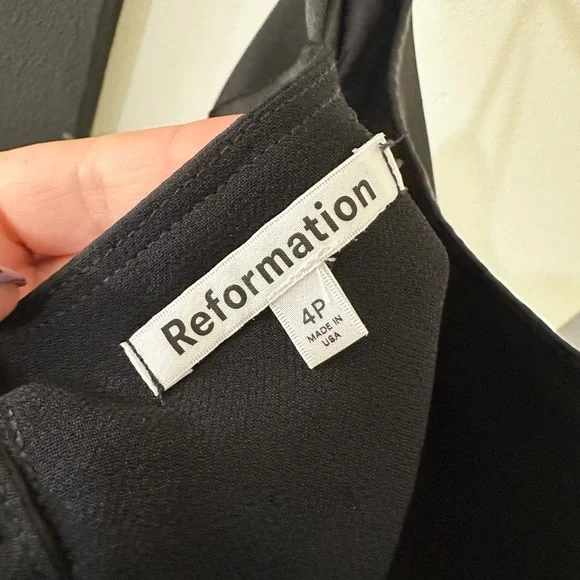 Reformation
4P
MADE IN
USA